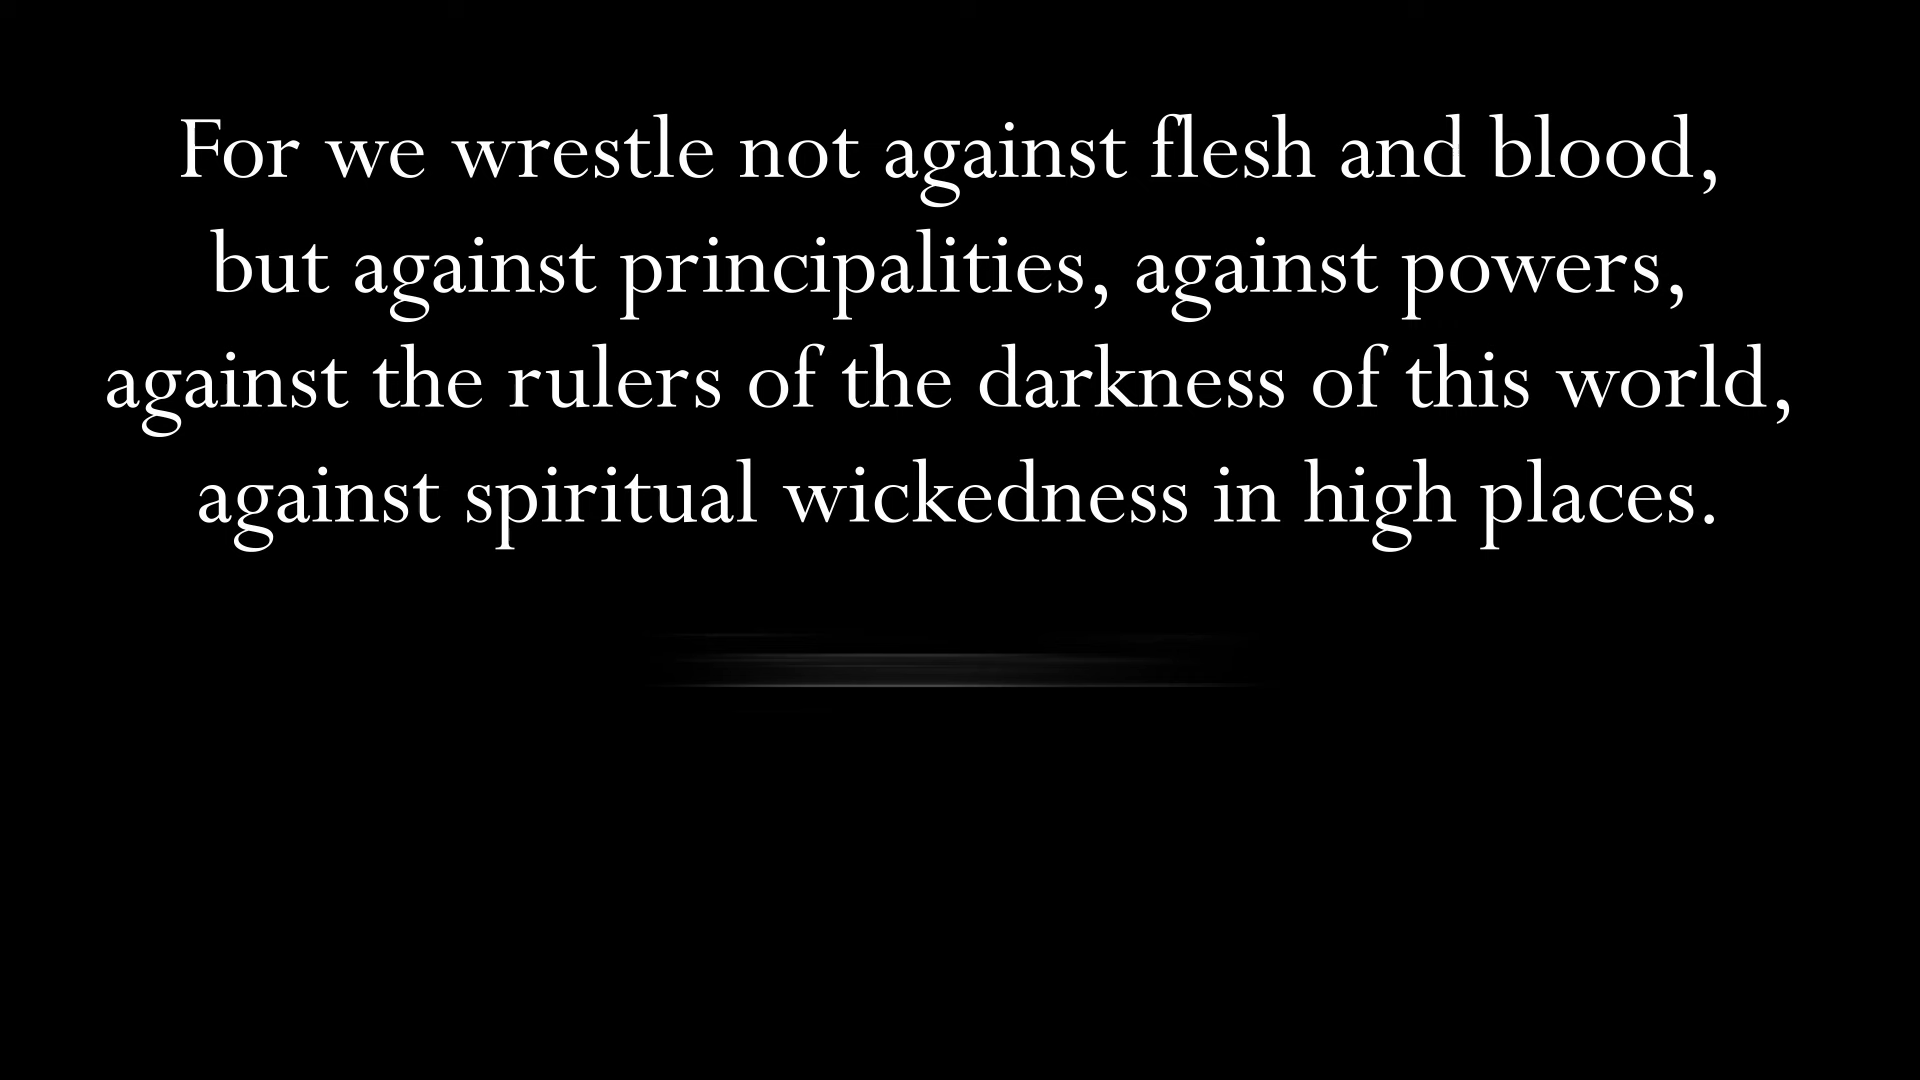 For we wrestle not against flesh and blood,
but against principalities, against powers,
against the rulers of the darkness of this world,
against spiritual wickedness in high places.